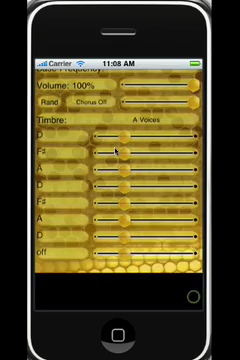 Carrier 11:08 AM
Base Frequency:
Volume: 100%
Rand Chorus Off
Timbre: A Voices
D
F♯
A
D
F♯
A
D
off